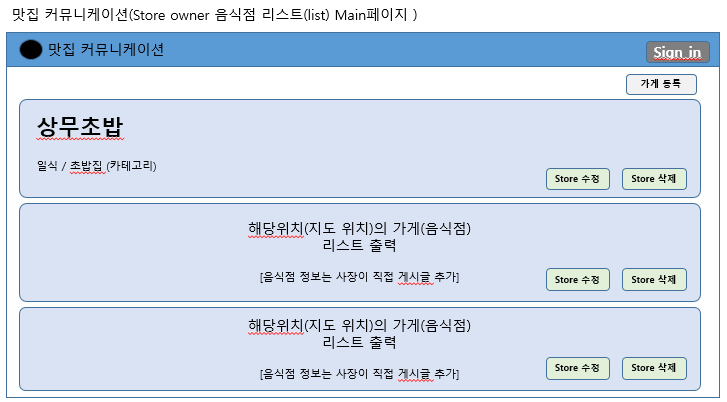 맛집 커뮤니케이션(Store owner 음식점 리스트(list) Main페이지 )
맛집 커뮤니케이션
Sign_in
가게 등록
상무초밥
일식 / 초밥집 (카테고리)
Store 수정
Store 삭제
해당위치(지도 위치)의 가게(음식점)
리스트 출력
[음식점 정보는 사장이 직접 게시글 추가]
Store 수정
Store 삭제
해당위치(지도 위치)의 가게(음식점)
리스트 출력
[음식점 정보는 사장이 직접 게시글 추가]
Store 수정
Store 삭제